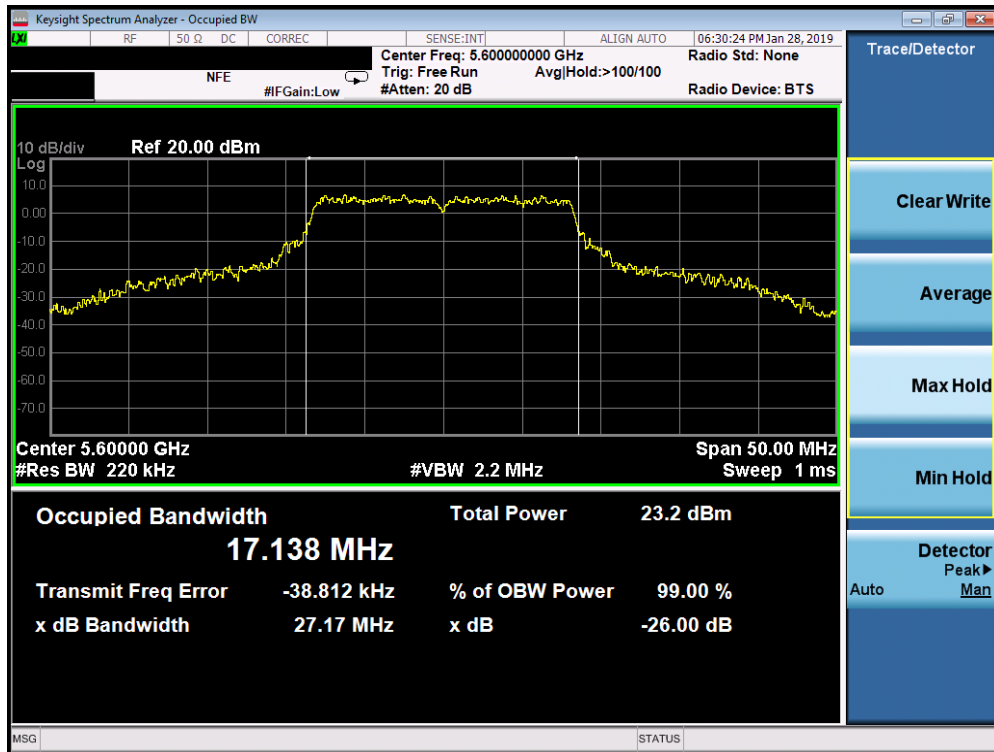 Keysight Spectrum Analyzer - Occupied BW
LXI
RF 50 Ω DC CORREC SENSE:INT ALIGN AUTO 06:30:24 PM Jan 28, 2019
Center Freq: 5.600000000 GHz Radio Std: None
NFE Trig: Free Run Avg|Hold:>100/100
#IFGain:Low #Atten: 20 dB Radio Device: BTS
10 dB/div Ref 20.00 dBm
Log
10.0
0.00
-10.0
-20.0
-30.0
-40.0
-50.0
-60.0
-70.0
Center 5.60000 GHz Span 50.00 MHz
#Res BW 220 kHz #VBW 2.2 MHz Sweep 1 ms
Occupied Bandwidth Total Power 23.2 dBm
17.138 MHz
Transmit Freq Error -38.812 kHz % of OBW Power 99.00 %
x dB Bandwidth 27.17 MHz x dB -26.00 dB
MSG STATUS
Trace/Detector
Clear Write
Average
Max Hold
Min Hold
Detector
Peak▶
Auto Man